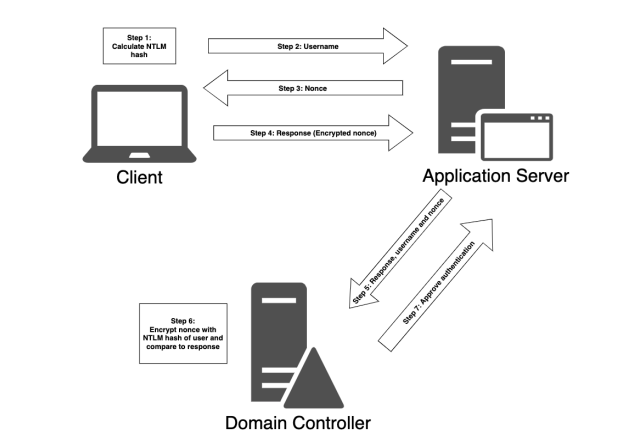 Step 1:
Calculate NTLM
hash
Step 2: Username
Step 3: Nonce
Step 4: Response (Encrypted nonce)
Client
Application Server
Step 5: Response, username and nonce
Step 7: Approve authentication
Step 6:
Encrypt nonce with
NTLM hash of user and
compare to response
Domain Controller